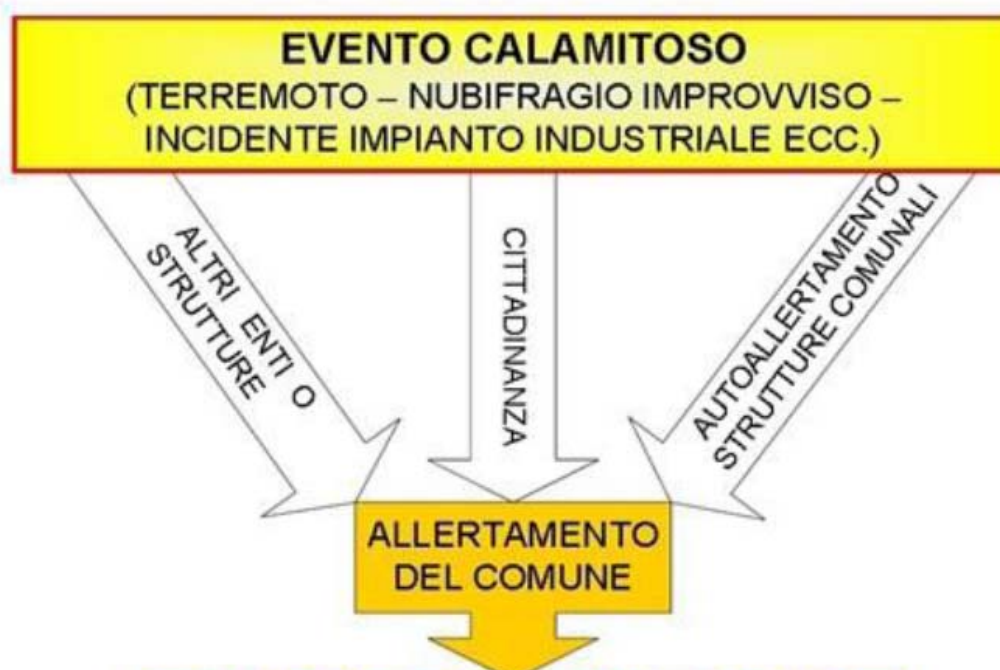 EVENTO CALAMITOSO
(TERREMOTO – NUBIFRAGIO IMPROVVISO –
INCIDENTE IMPIANTO INDUSTRIALE ECC.)
ALTRI ENTI O
STRUTTURE
CITTADINANZA
AUTOALLERTAMENTO
STRUTTURE COMUNALI
ALLERTAMENTO
DEL COMUNE